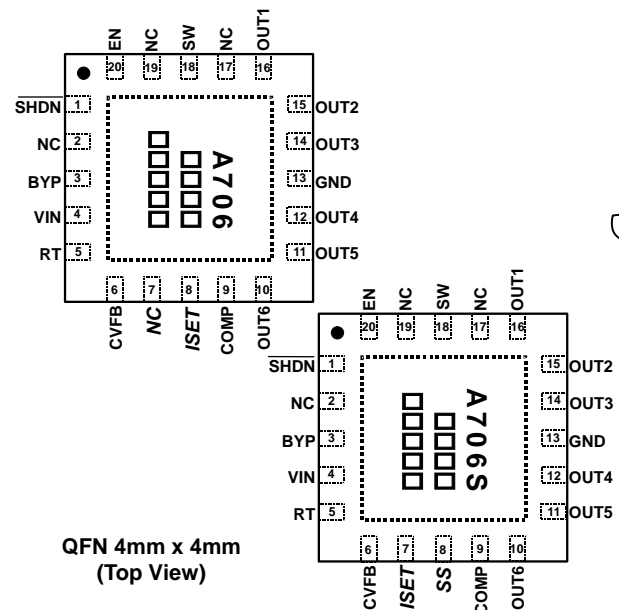 EN NC SW NC OUT1
20 19 18 17 16
SHDN 1 15 OUT2
NC 2 14 OUT3
BYP 3 13 GND
VIN 4 12 OUT4
RT 5 11 OUT5
A706
6 7 8 9 10
CVFB NC ISET COMP OUT6
EN NC SW NC OUT1
20 19 18 17 16
SHDN 1 15 OUT2
NC 2 14 OUT3
BYP 3 13 GND
VIN 4 12 OUT4
RT 5 11 OUT5
A706S
6 7 8 9 10
CVFB ISET SS COMP OUT6
QFN 4mm x 4mm
(Top View)